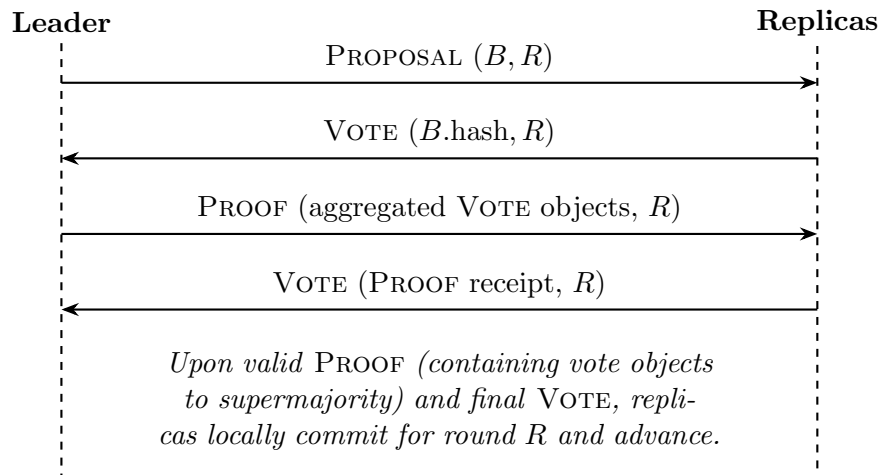 Leader Replicas
PROPOSAL (B, R)
VOTE (B.hash, R)
PROOF (aggregated VOTE objects, R)
VOTE (PROOF receipt, R)
Upon valid PROOF (containing vote objects
to supermajority) and final VOTE, repli-
cas locally commit for round R and advance.